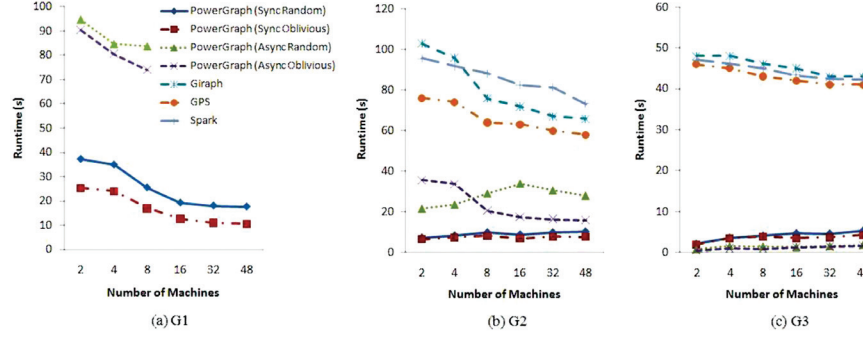 100
90
80
70
60
50
40
30
20
10
0
Runtime (s)
2 4 8 16 32 48
Number of Machines
(a) G1
PowerGraph (Sync Random)
PowerGraph (Sync Oblivious)
PowerGraph (Async Random)
PowerGraph (Async Oblivious)
Giraph
GPS
Spark
120
100
80
60
40
20
0
Runtime (s)
2 4 8 16 32 48
Number of Machines
(b) G2
60
50
40
30
20
10
0
Runtime (s)
2 4 8 16 32 4
Number of Machines
(c) G3